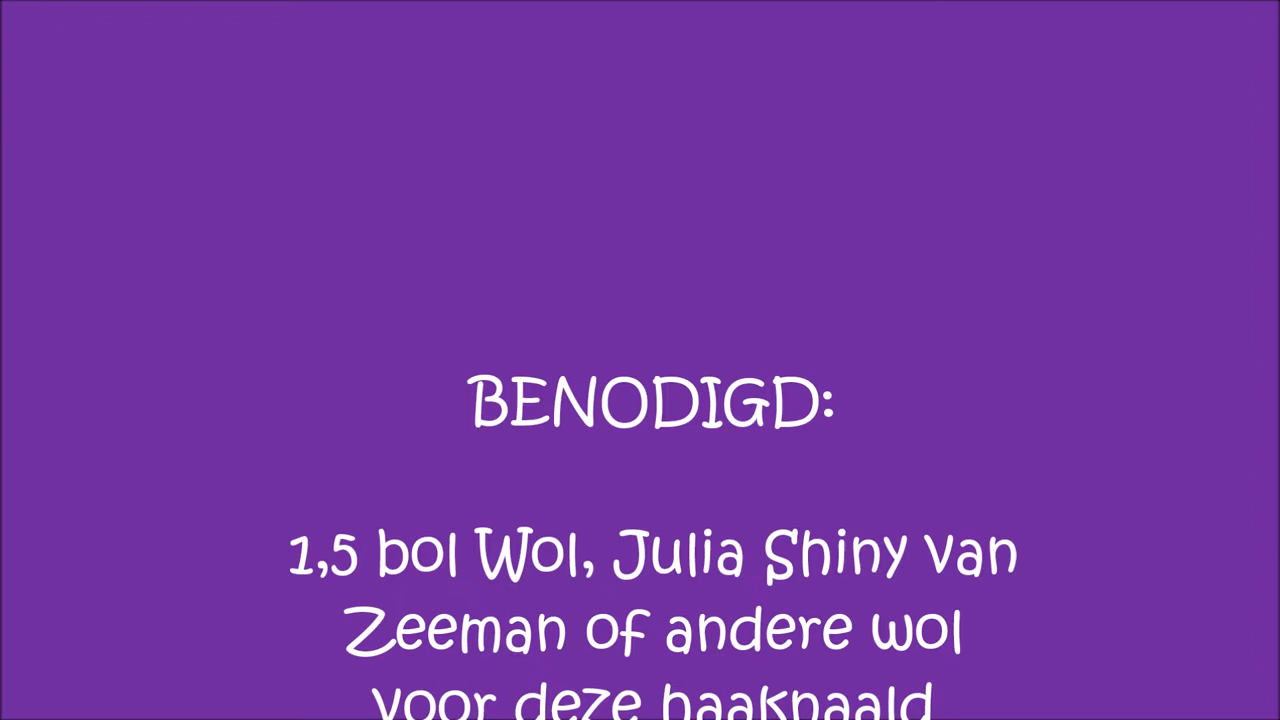 BENODIGD:
1,5 bol Wol, Julia Shiny van
Zeeman of andere wol
voor deze haaknaald